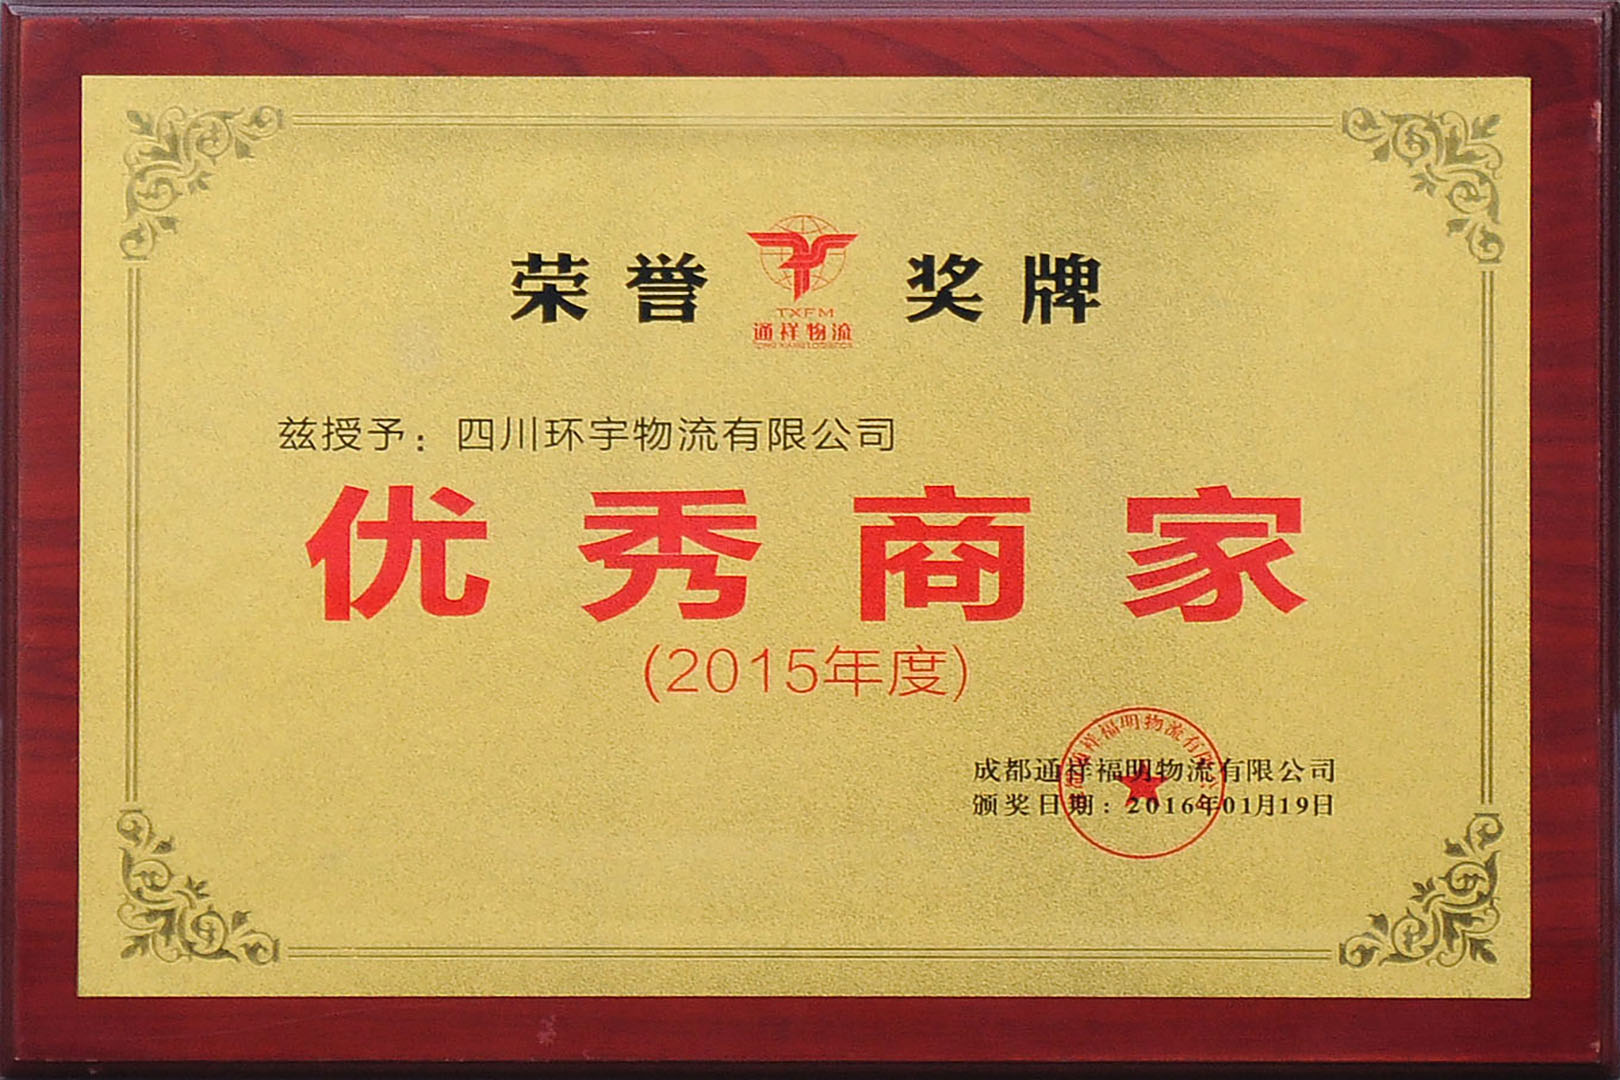 荣誉 奖牌
TXFM
通祥物流
兹授予：四川环宇物流有限公司
优秀商家
(2015年度)
成都通祥福明物流有限公司
颁奖日期：2016年01月19日